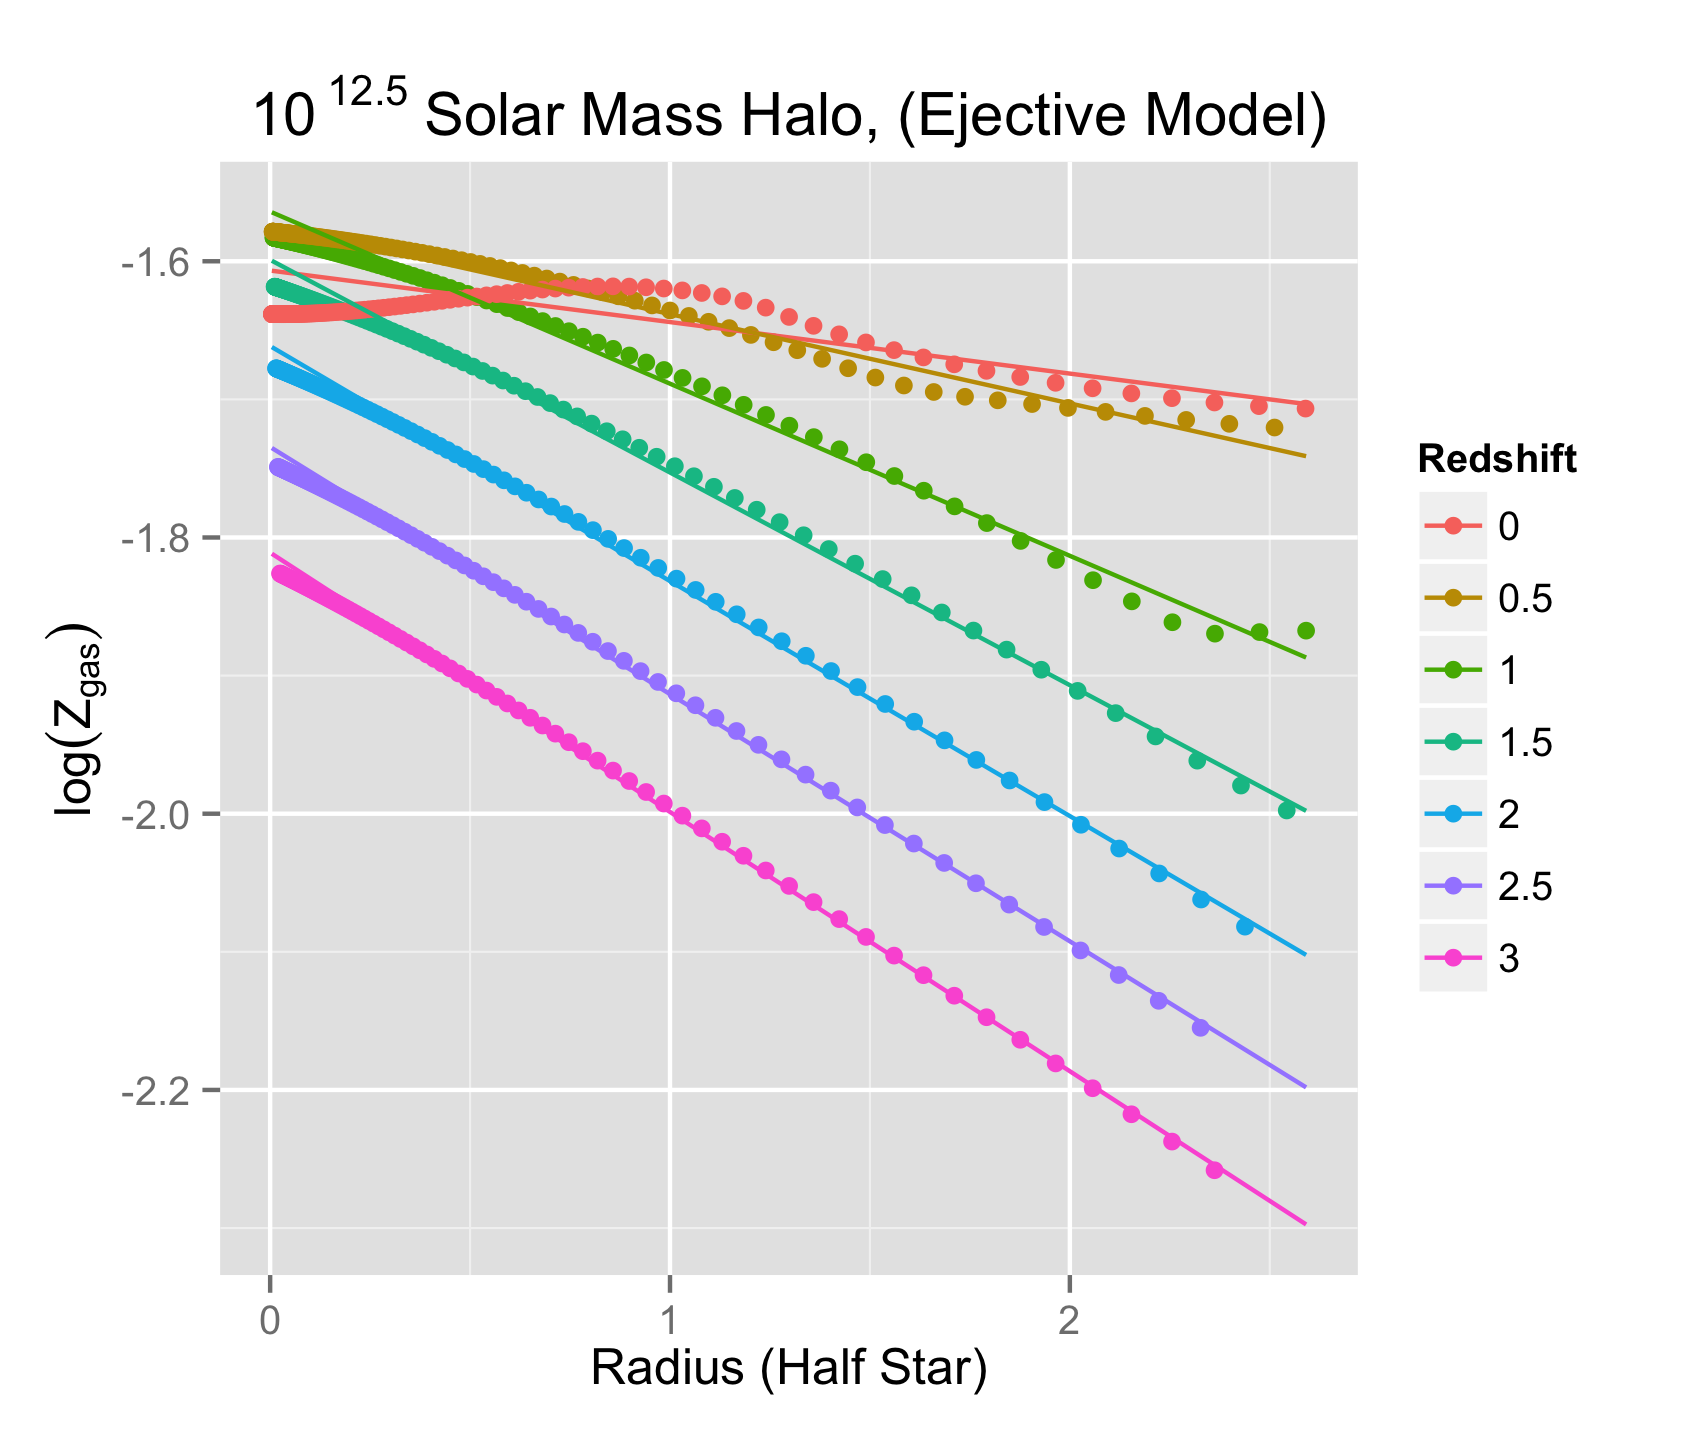 10^12.5 Solar Mass Halo, (Ejective Model)
-1.6
-1.8
-2.0
-2.2
log(Z_gas)
0 1 2
Radius (Half Star)
Redshift
0
0.5
1
1.5
2
2.5
3